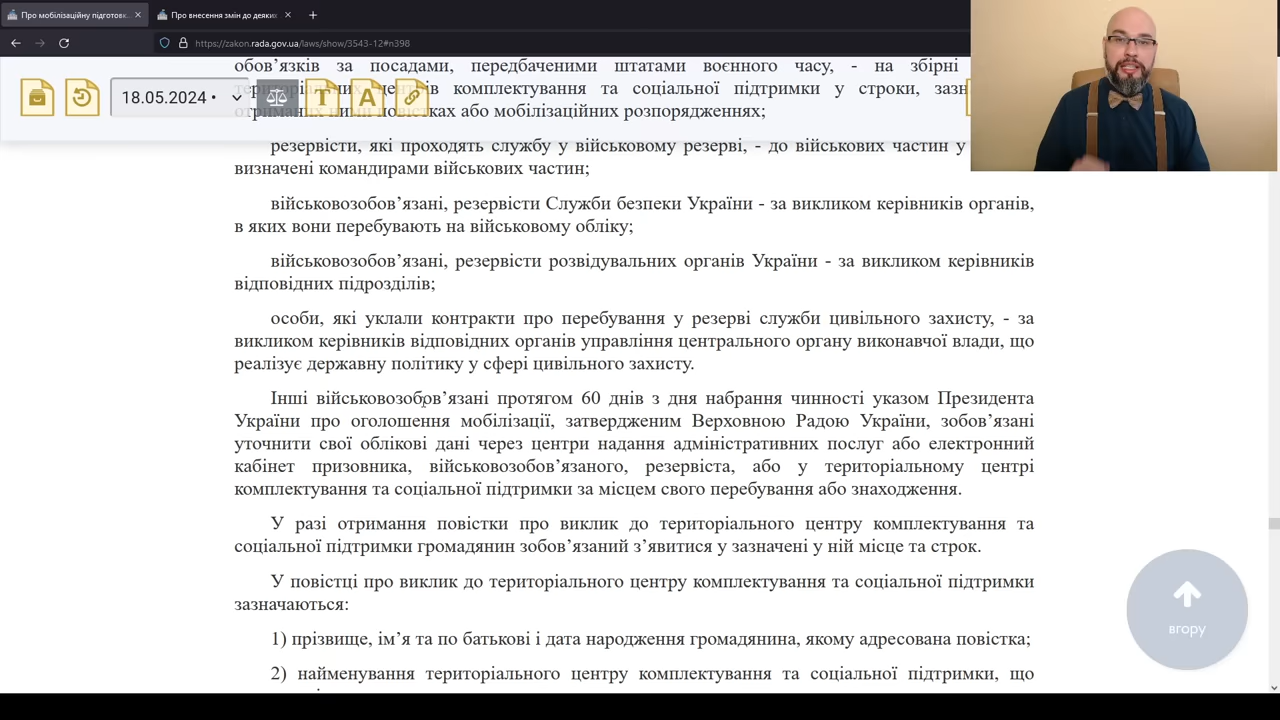 Про мобілізаційну підготовк
Про внесення змін до деяки
https://zakon.rada.gov.ua/laws/show/3543-12#n398
обов’язків за посадами, передбаченими штатами воєнного часу, - на збірні
18.05.2024
територіальних центрів комплектування та соціальної підтримки у строки, зазн
отриманих ними повістках або мобілізаційних розпорядженнях;
резервісти, які проходять службу у військовому резерві, - до військових частин у
визначені командирами військових частин;
військовозобов’язані, резервісти Служби безпеки України - за викликом керівників органів,
в яких вони перебувають на військовому обліку;
військовозобов’язані, резервісти розвідувальних органів України - за викликом керівників
відповідних підрозділів;
особи, які уклали контракти про перебування у резерві служби цивільного захисту, - за
викликом керівників відповідних органів управління центрального органу виконавчої влади, що
реалізує державну політику у сфері цивільного захисту.
Інші військовозобов’язані протягом 60 днів з дня набрання чинності указом Президента
України про оголошення мобілізації, затвердженим Верховною Радою України, зобов’язані
уточнити свої облікові дані через центри надання адміністративних послуг або електронний
кабінет призовника, військовозобов’язаного, резервіста, або у територіальному центрі
комплектування та соціальної підтримки за місцем свого перебування або знаходження.
У разі отримання повістки про виклик до територіального центру комплектування та
соціальної підтримки громадянин зобов’язаний з’явитися у зазначені у ній місце та строк.
У повістці про виклик до територіального центру комплектування та соціальної підтримки
зазначаються:
1) прізвище, ім’я та по батькові і дата народження громадянина, якому адресована повістка;
2) найменування територіального центру комплектування та соціальної підтримки, що
вгору